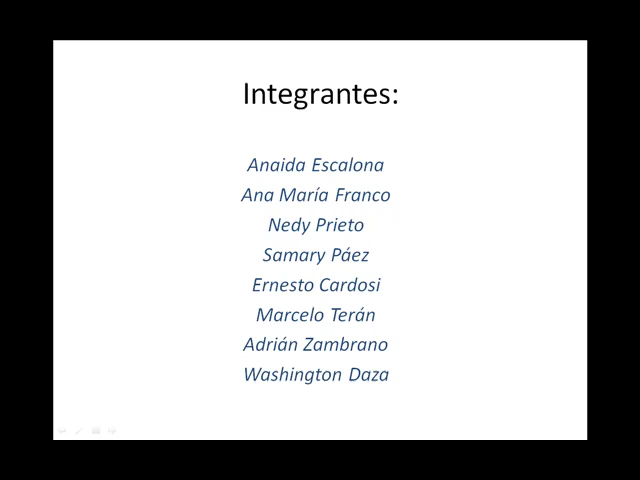 Integrantes:
Anaida Escalona
Ana María Franco
Nedy Prieto
Samary Páez
Ernesto Cardosi
Marcelo Terán
Adrián Zambrano
Washington Daza